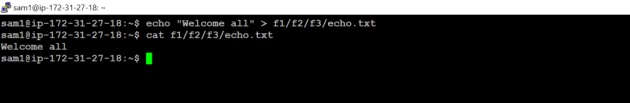 sam1@ip-172-31-27-18: ~
sam1@ip-172-31-27-18:~$ echo "Welcome all" > f1/f2/f3/echo.txt
sam1@ip-172-31-27-18:~$ cat f1/f2/f3/echo.txt
Welcome all
sam1@ip-172-31-27-18:~$